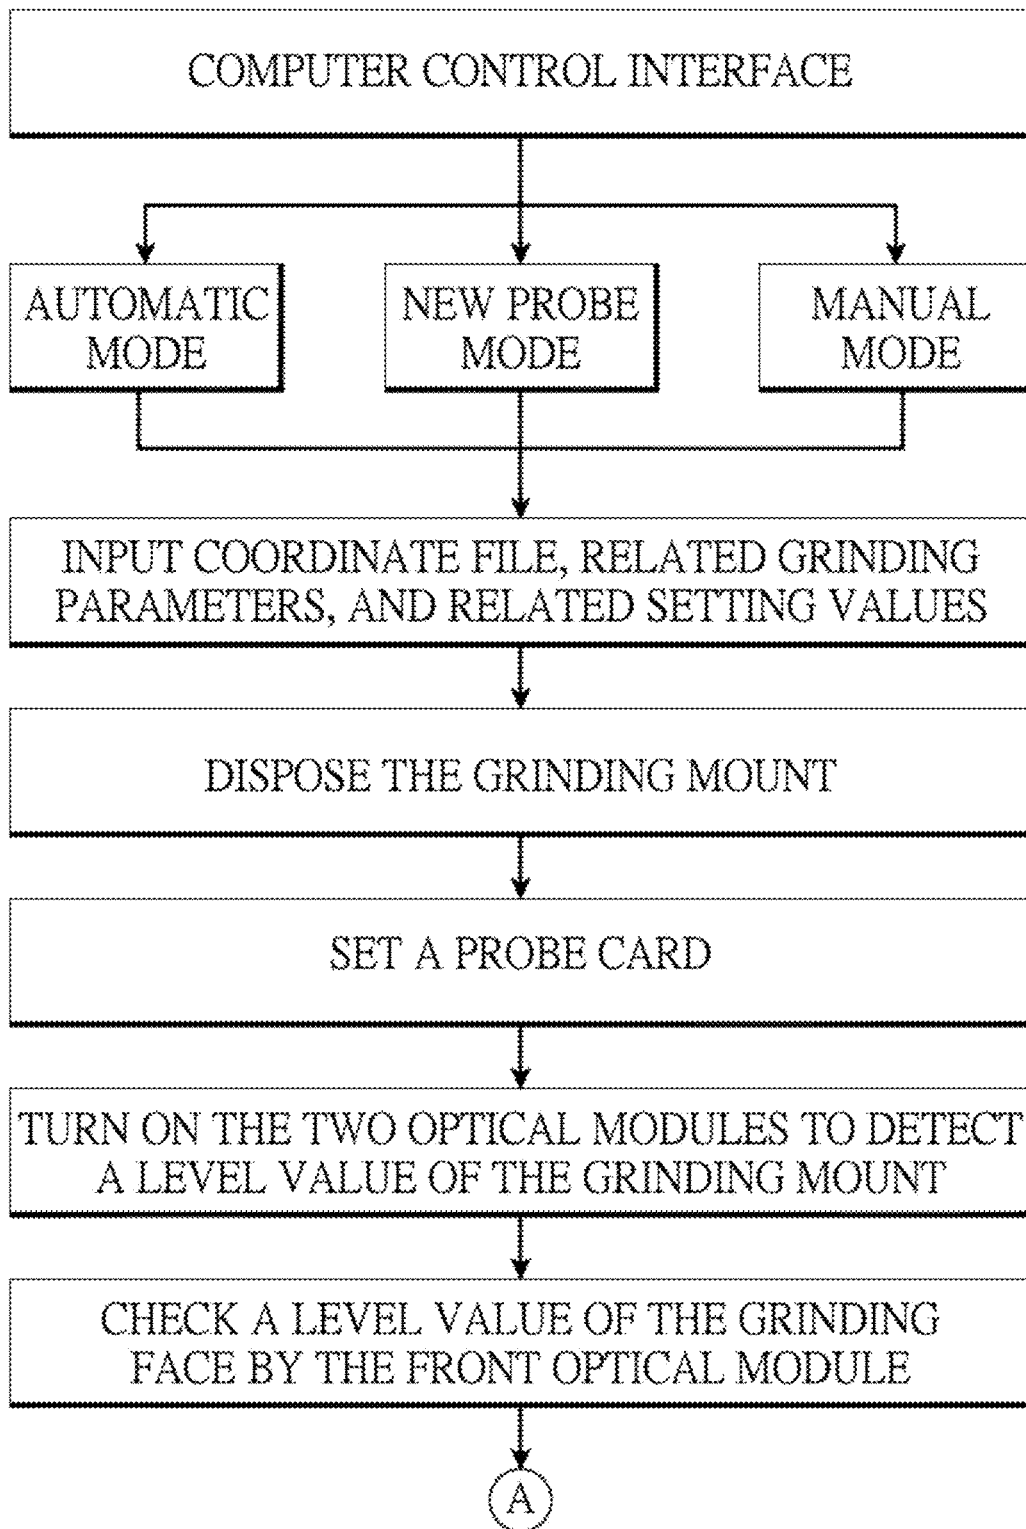 COMPUTER CONTROL INTERFACE
AUTOMATIC
MODE
NEW PROBE
MODE
MANUAL
MODE
INPUT COORDINATE FILE, RELATED GRINDING
PARAMETERS, AND RELATED SETTING VALUES
DISPOSE THE GRINDING MOUNT
SET A PROBE CARD
TURN ON THE TWO OPTICAL MODULES TO DETECT
A LEVEL VALUE OF THE GRINDING MOUNT
CHECK A LEVEL VALUE OF THE GRINDING
FACE BY THE FRONT OPTICAL MODULE
A